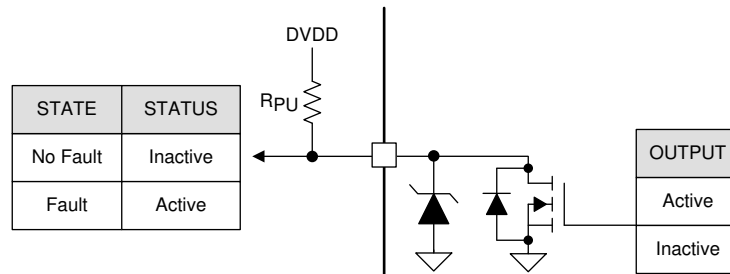 DVDD
RPU
STATE STATUS
No Fault Inactive
Fault Active
OUTPUT
Active
Inactive